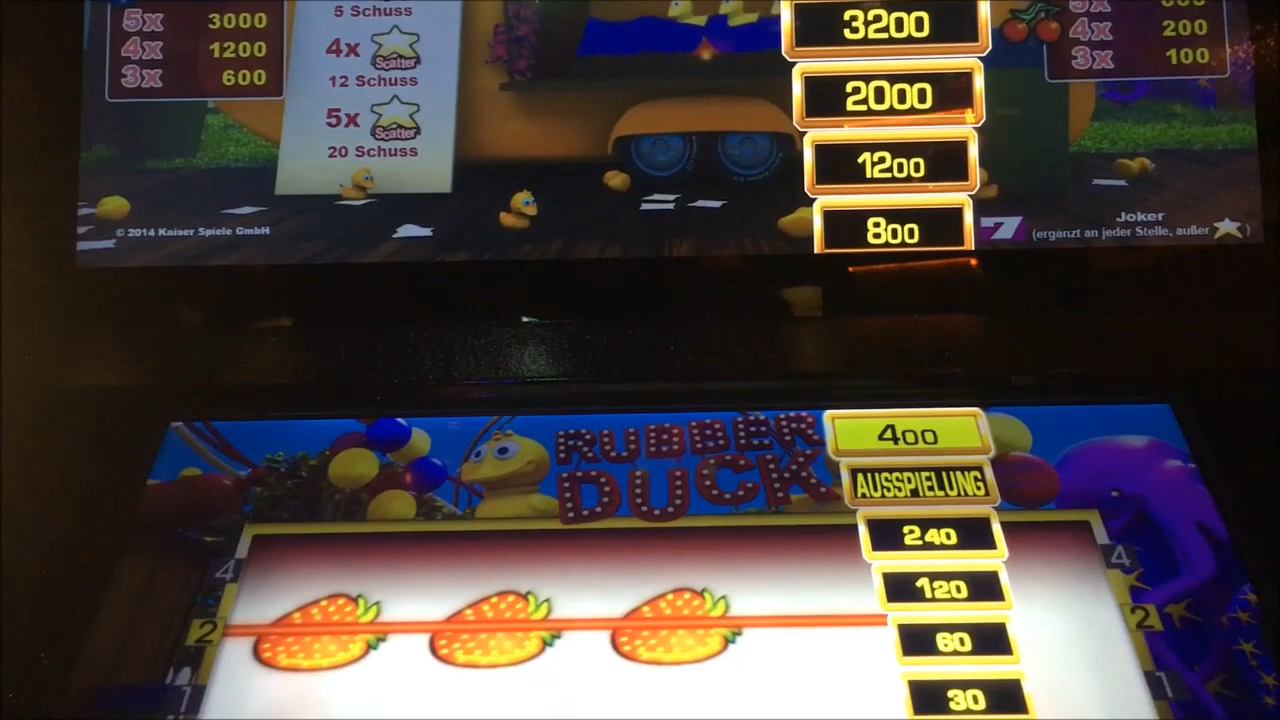 5x 3000
4x 1200
3x 600
5 Schuss
4x Scatter
12 Schuss
5x Scatter
20 Schuss
© 2014 Kaiser Spiele GmbH
3200
2000
1200
800
4x 200
3x 100
7
Joker
(ergänzt an jeder Stelle, außer )
RUBBER
DUCK
400
AUSSPIELUNG
240
120
60
30
4
2
1
4
2
1